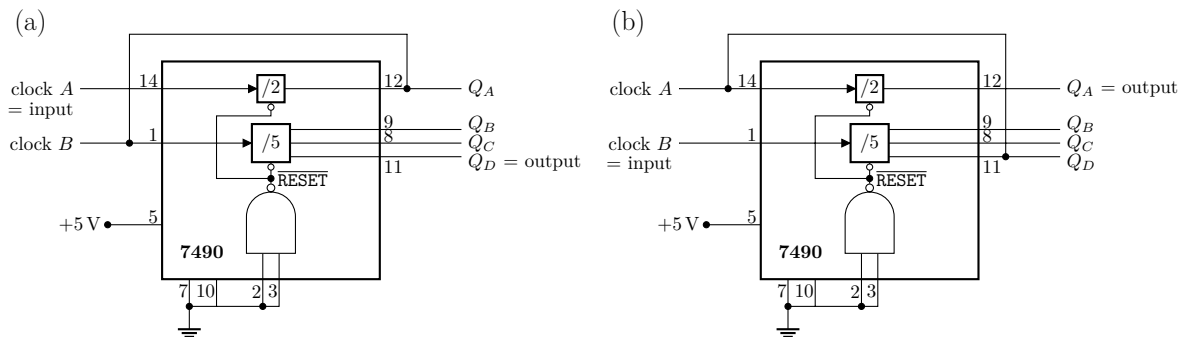 (a)
14
12
clock A
/2
Q_A
= input
9
Q_B
1
8
clock B
/5
Q_C
11
Q_D = output
RESET
5
+5 V
7490
7
10
2
3
(b)
14
12
clock A
/2
Q_A = output
9
Q_B
1
8
clock B
/5
Q_C
= input
11
Q_D
RESET
5
+5 V
7490
7
10
2
3